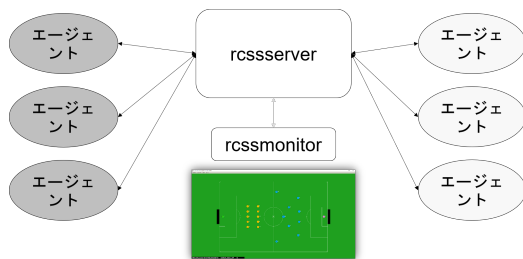 エージェ
ント
エージェ
ント
エージェ
ント
rcssserver
rcssmonitor
エージェ
ント
エージェ
ント
エージェ
ント